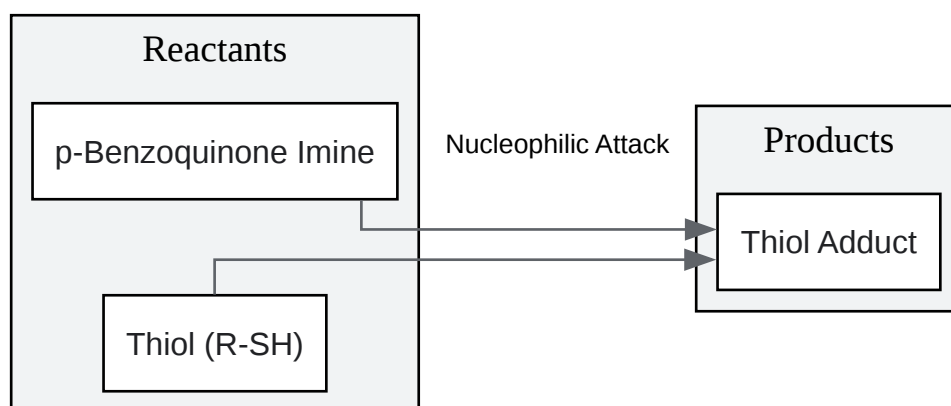 Reactants
p-Benzoquinone Imine
Thiol (R-SH)
Nucleophilic Attack
Products
Thiol Adduct